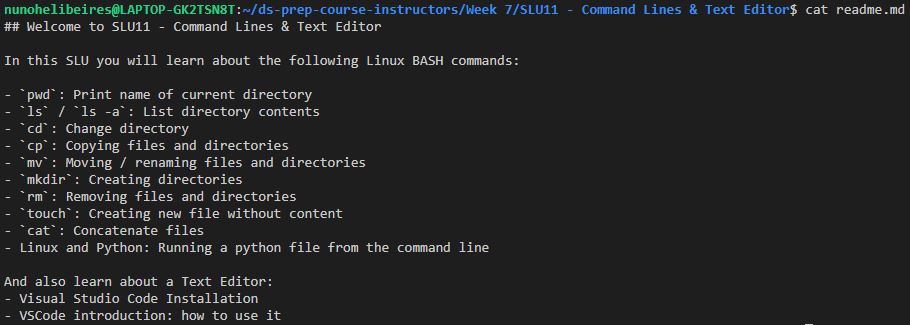 nunohelibeires@LAPTOP-GK2TSN8T:~/ds-prep-course-instructors/Week 7/SLU11 - Command Lines & Text Editor$ cat readme.md
## Welcome to SLU11 - Command Lines & Text Editor
In this SLU you will learn about the following Linux BASH commands:
- `pwd`: Print name of current directory
- `ls` / `ls -a`: List directory contents
- `cd`: Change directory
- `cp`: Copying files and directories
- `mv`: Moving / renaming files and directories
- `mkdir`: Creating directories
- `rm`: Removing files and directories
- `touch`: Creating new file without content
- `cat`: Concatenate files
- Linux and Python: Running a python file from the command line
And also learn about a Text Editor:
- Visual Studio Code Installation
- VSCode introduction: how to use it